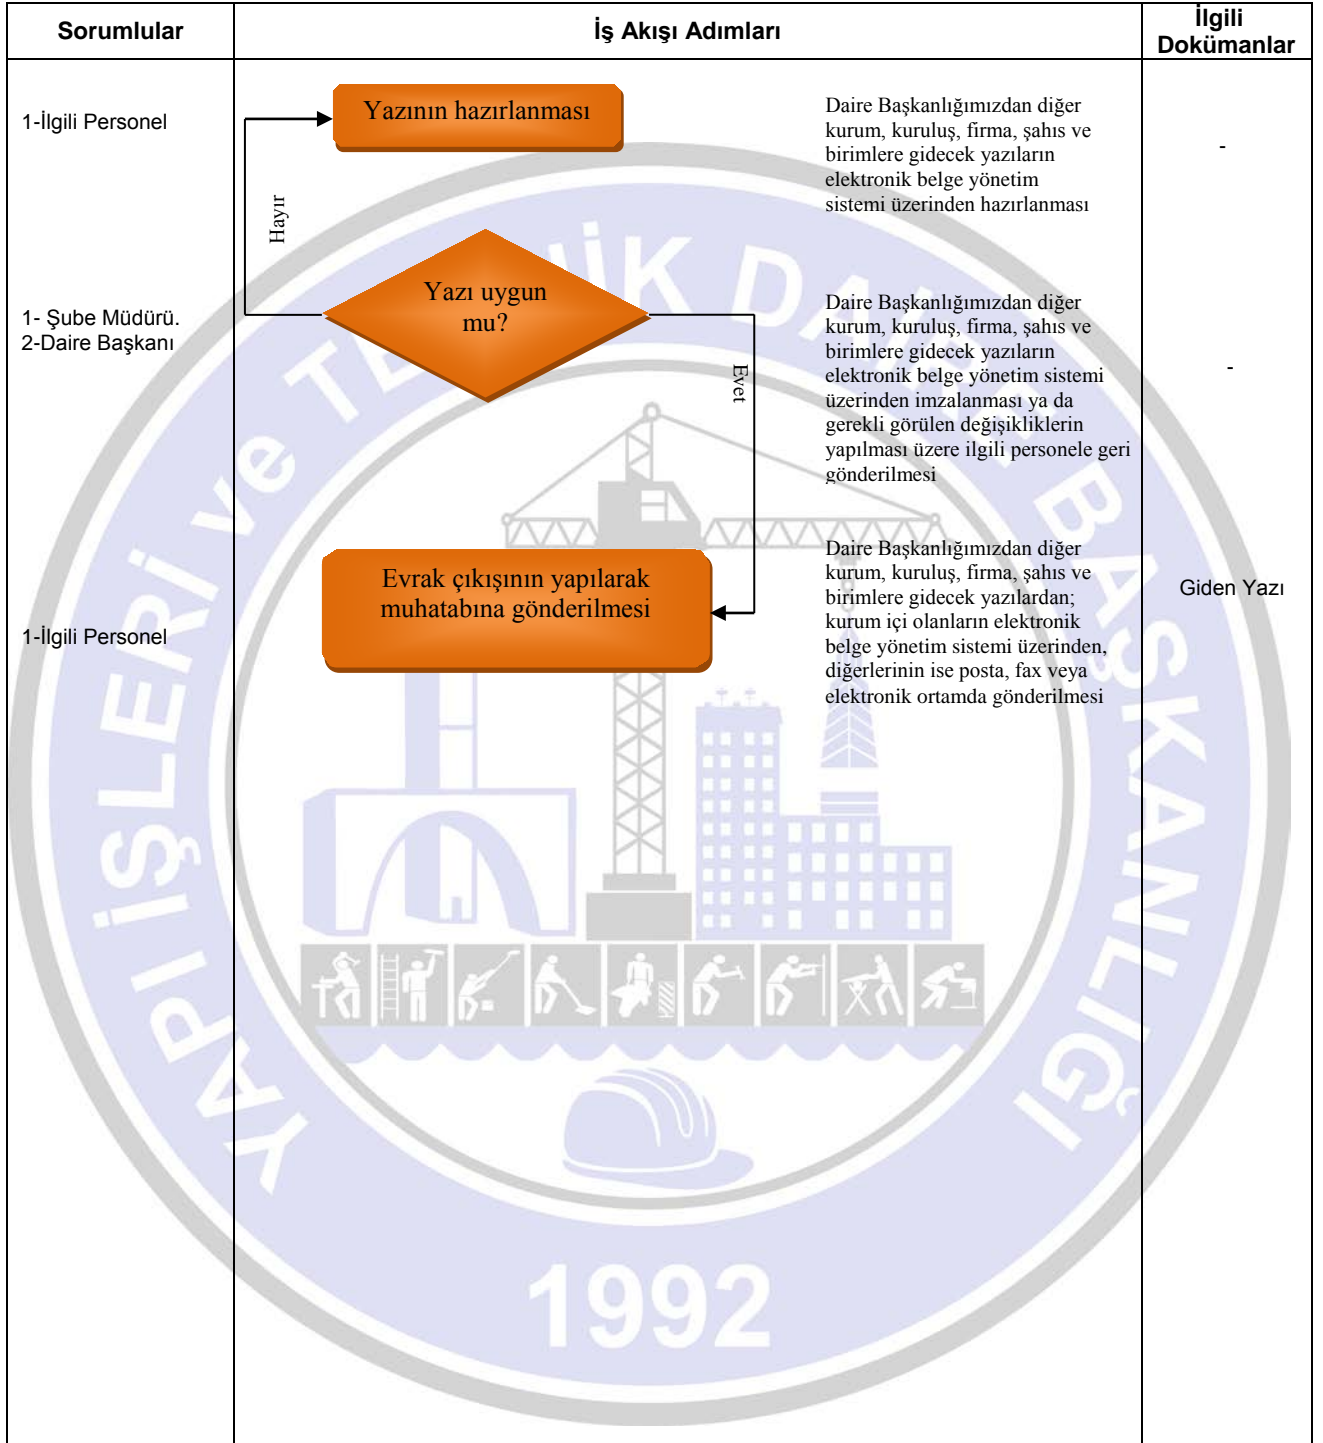 Sorumlular
İş Akışı Adımları
İlgili
Dokümanlar
1-İlgili Personel
Yazının hazırlanması
Daire Başkanlığımızdan diğer
kurum, kuruluş, firma, şahıs ve
birimlere gidecek yazıların
elektronik belge yönetim
sistemi üzerinden hazırlanması
-
Hayır
1- Şube Müdürü.
2-Daire Başkanı
Yazı uygun
mu?
Evet
Daire Başkanlığımızdan diğer
kurum, kuruluş, firma, şahıs ve
birimlere gidecek yazıların
elektronik belge yönetim sistemi
üzerinden imzalanması ya da
gerekli görülen değişikliklerin
yapılması üzere ilgili personele geri
gönderilmesi
-
1-İlgili Personel
Evrak çıkışının yapılarak
muhatabına gönderilmesi
Daire Başkanlığımızdan diğer
kurum, kuruluş, firma, şahıs ve
birimlere gidecek yazılardan;
kurum içi olanların elektronik
belge yönetim sistemi üzerinden,
diğerlerinin ise posta, fax veya
elektronik ortamda gönderilmesi
Giden Yazı
YAPI İŞLERİ ve TEKNİK DAİRE BAŞKANLIĞI
1992